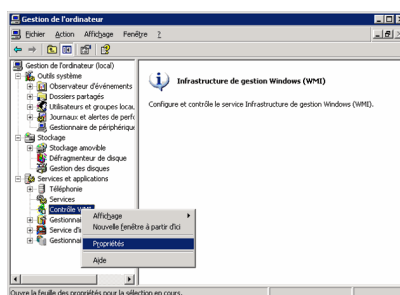 Gestion de l'ordinateur
Fichier Action Affichage Fenêtre ?
Gestion de l'ordinateur (local)
Outils système
Observateur d'événements
Dossiers partagés
Utilisateurs et groupes locau
Journaux et alertes de perfo
Gestionnaire de périphérique
Stockage
Stockage amovible
Défragmenteur de disque
Gestion des disques
Services et applications
Téléphonie
Services
Contrôle WMI
Gestionnai
Service d'i
Gestionnai
Infrastructure de gestion Windows (WMI)
Configure et contrôle le service Infrastructure de gestion Windows (WMI).
Affichage
Nouvelle fenêtre à partir d'ici
Propriétés
Aide
Ouvre la feuille des propriétés pour la sélection en cours.